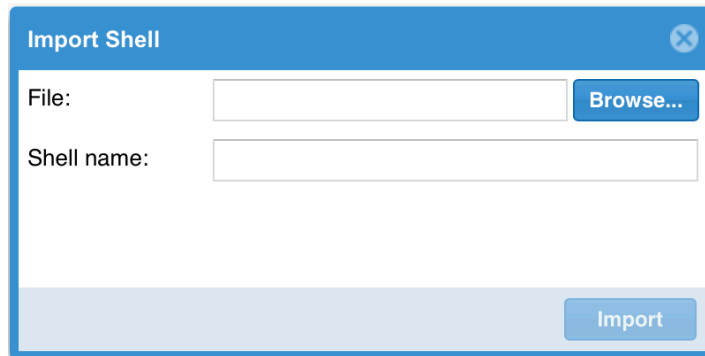 Import Shell
File:
Browse...
Shell name:
Import